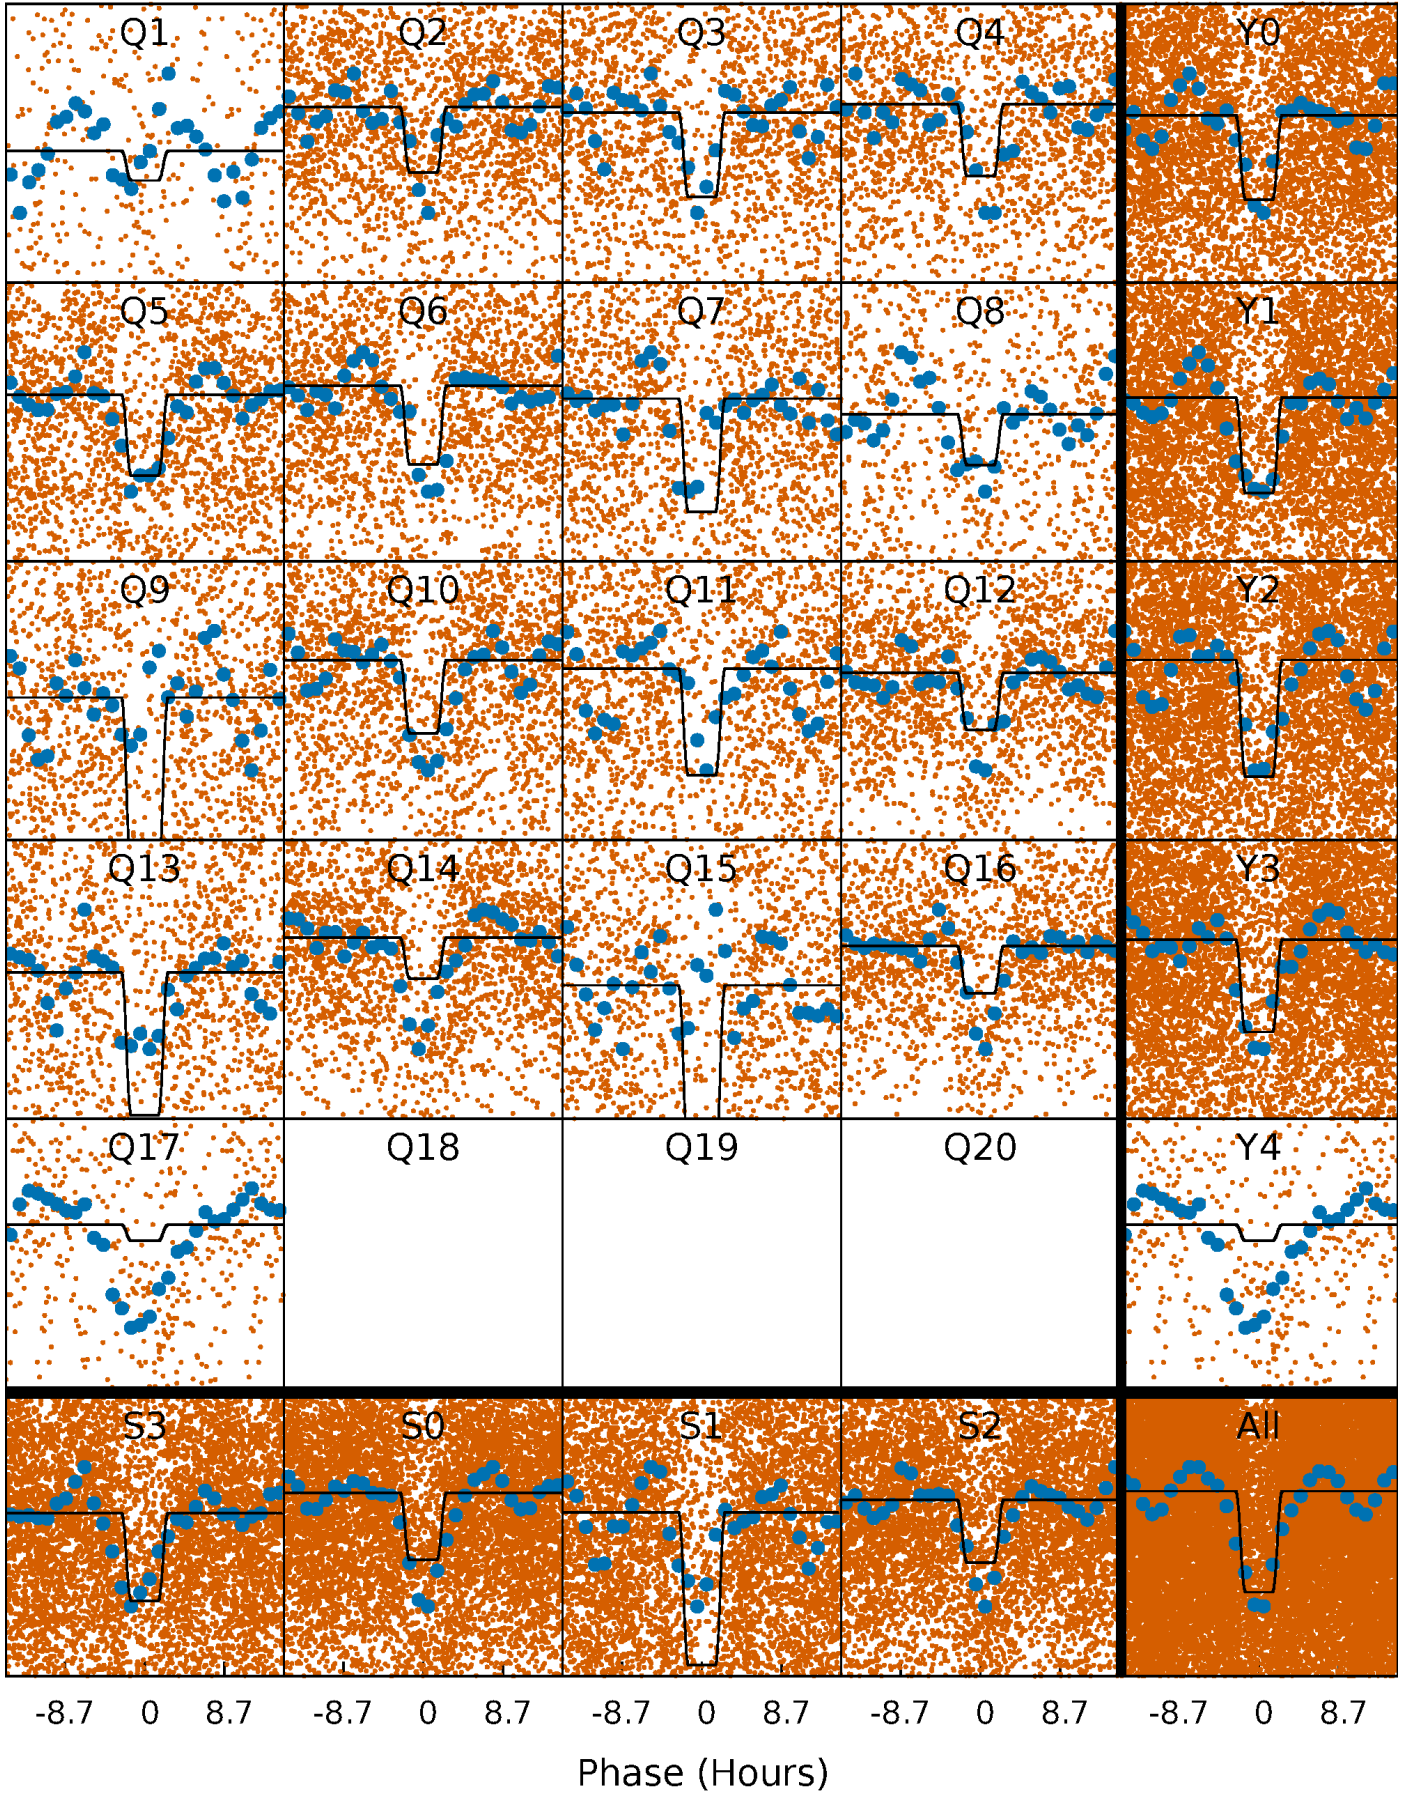 Q1 Q2 Q3 Q4 Y0
Q5 Q6 Q7 Q8 Y1
Q9 Q10 Q11 Q12 Y2
Q13 Q14 Q15 Q16 Y3
Q17 Q18 Q19 Q20 Y4
S3 S0 S1 S2 All
-8.7 0 8.7 -8.7 0 8.7 -8.7 0 8.7 -8.7 0 8.7 -8.7 0 8.7
Phase (Hours)